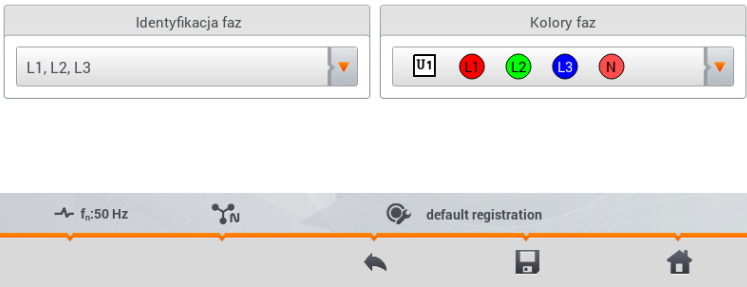 Identyfikacja faz
Kolory faz
L1, L2, L3
U1 L1 L2 L3 N
fn:50 Hz
N
default registration